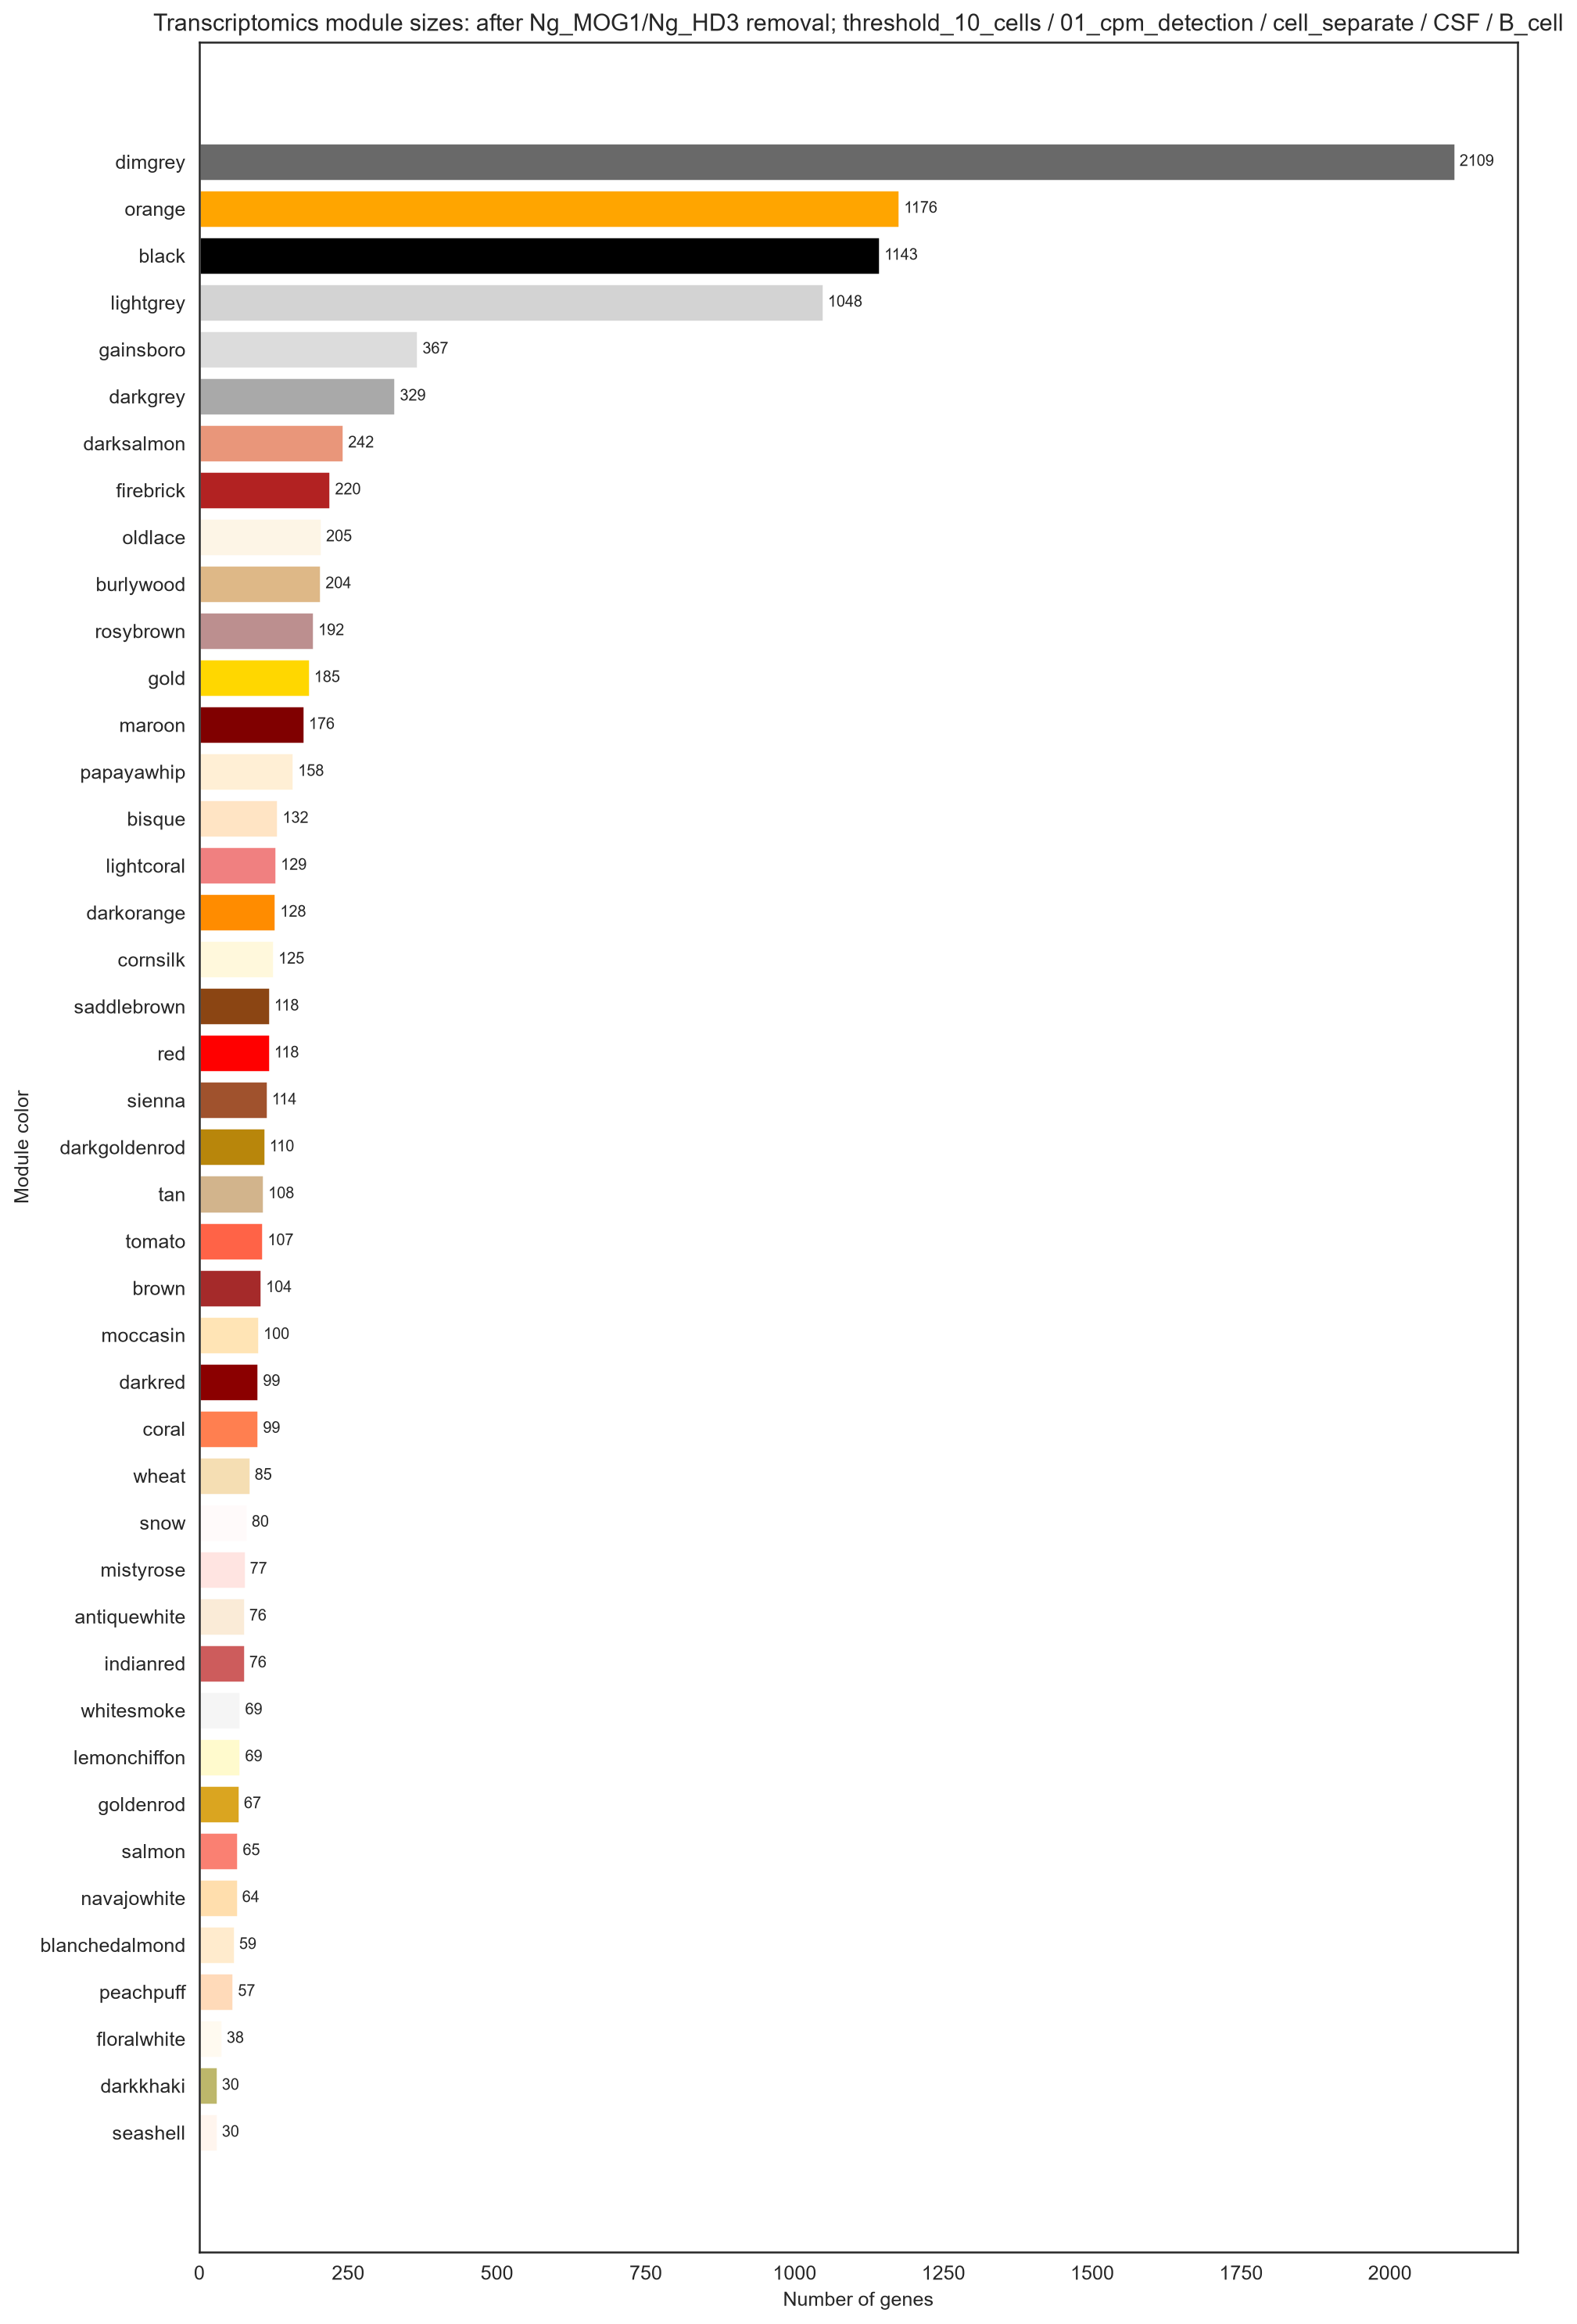 Transcriptomics module sizes: after Ng_MOG1/Ng_HD3 removal; threshold_10_cells / 01_cpm_detection / cell_separate / CSF / B_cell
dimgrey 2109
orange 1176
black 1143
lightgrey 1048
gainsboro 367
darkgrey 329
darksalmon 242
firebrick 220
oldlace 205
burlywood 204
rosybrown 192
gold 185
maroon 176
papayawhip 158
bisque 132
lightcoral 129
darkorange 128
cornsilk 125
saddlebrown 118
red 118
sienna 114
darkgoldenrod 110
tan 108
tomato 107
brown 104
moccasin 100
darkred 99
coral 99
wheat 85
snow 80
mistyrose 77
antiquewhite 76
indianred 76
whitesmoke 69
lemonchiffon 69
goldenrod 67
salmon 65
navajowhite 64
blanchedalmond 59
peachpuff 57
floralwhite 38
darkkhaki 30
seashell 30
Module color
0 250 500 750 1000 1250 1500 1750 2000
Number of genes